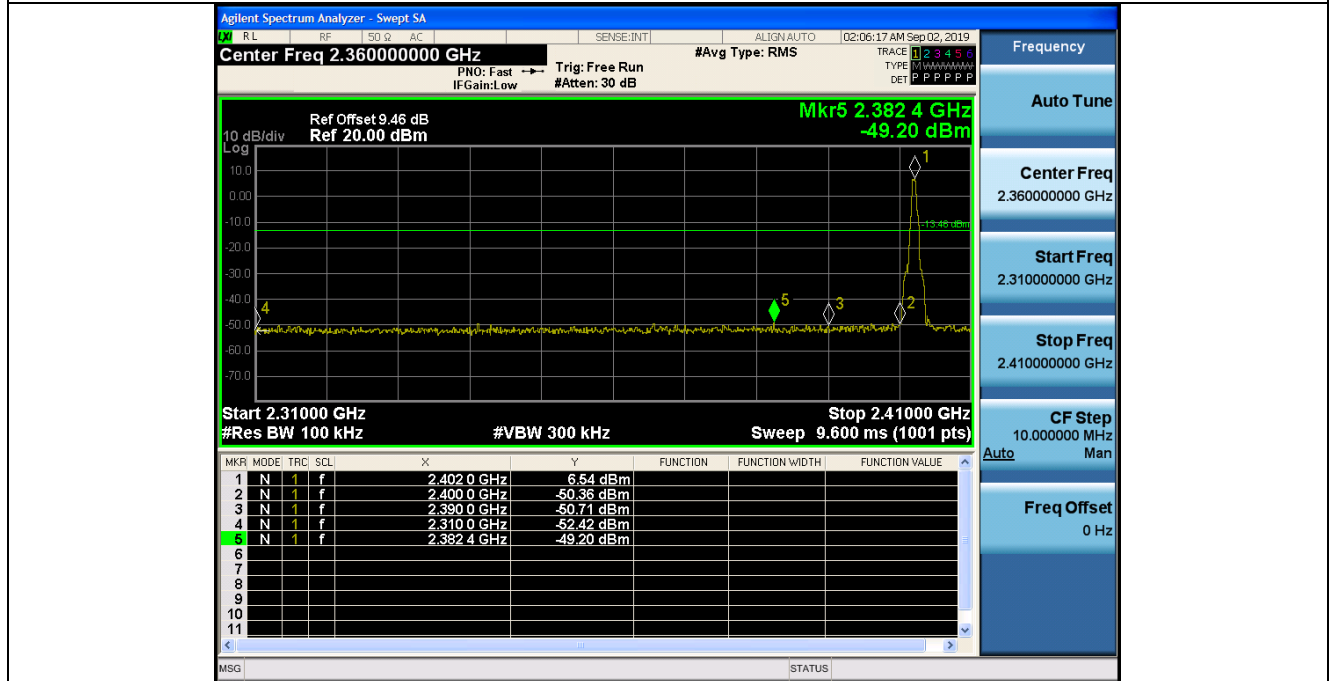 Agilent Spectrum Analyzer - Swept SA
LXI RL RF 50 Ω AC SENSE:INT ALIGN AUTO 02:06:17 AM Sep 02, 2019
Center Freq 2.360000000 GHz #Avg Type: RMS TRACE 1 2 3 4 5 6
PNO: Fast Trig: Free Run TYPE M WWWWW
IFGain:Low #Atten: 30 dB DET P P P P P P
Frequency
Auto Tune
Mkr5 2.382 4 GHz
-49.20 dBm
Ref Offset 9.46 dB
10 dB/div Ref 20.00 dBm
Log
10.0
0.00
-10.0
-20.0
-30.0
-40.0
-50.0
-60.0
-70.0
1
-13.46 dBm
4
5
3
2
Start 2.31000 GHz Stop 2.41000 GHz
#Res BW 100 kHz #VBW 300 kHz Sweep 9.600 ms (1001 pts)
MKR MODE TRC SCL X Y FUNCTION FUNCTION WIDTH FUNCTION VALUE
1 N 1 f 2.402 0 GHz 6.54 dBm
2 N 1 f 2.400 0 GHz -50.36 dBm
3 N 1 f 2.390 0 GHz -50.71 dBm
4 N 1 f 2.310 0 GHz -52.42 dBm
5 N 1 f 2.382 4 GHz -49.20 dBm
6
7
8
9
10
11
MSG STATUS
Center Freq
2.360000000 GHz
Start Freq
2.310000000 GHz
Stop Freq
2.410000000 GHz
CF Step
10.000000 MHz
Auto Man
Freq Offset
0 Hz